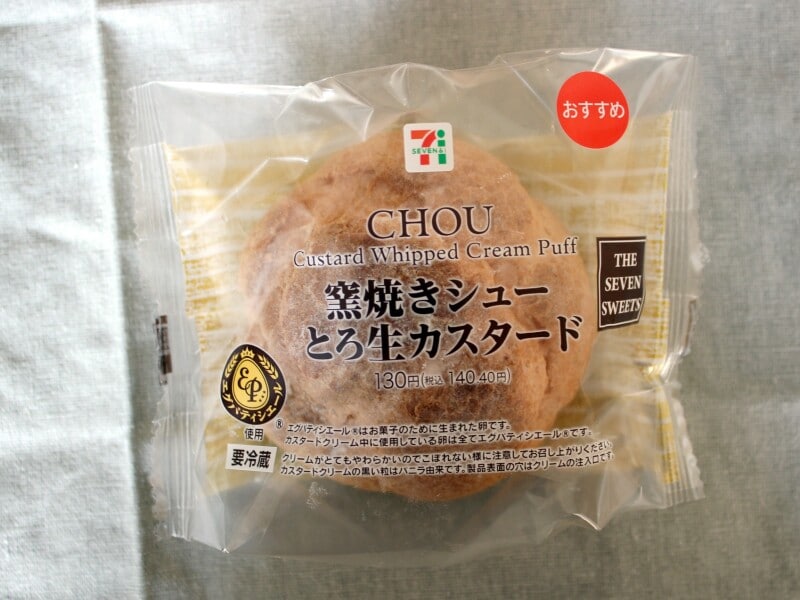 おすすめ
7i
SEVEN & i
CHOU
Custard Whipped Cream Puff
THE
SEVEN
SWEETS
窯焼きシュー
とろ生カスタード
130円(税込 140.40円)
EP
エグパティシエール
使用
®エグパティシエール®はお菓子のために生まれた卵です。
カスタードクリーム中に使用している卵は全てエグパティシエール®です。
要冷蔵
クリームがとてもやわらかいのでこぼれない様に注意してお召し上がりください。
カスタードクリームの黒い粒はバニラ由来です。製品表面の穴はクリームの注入口です。